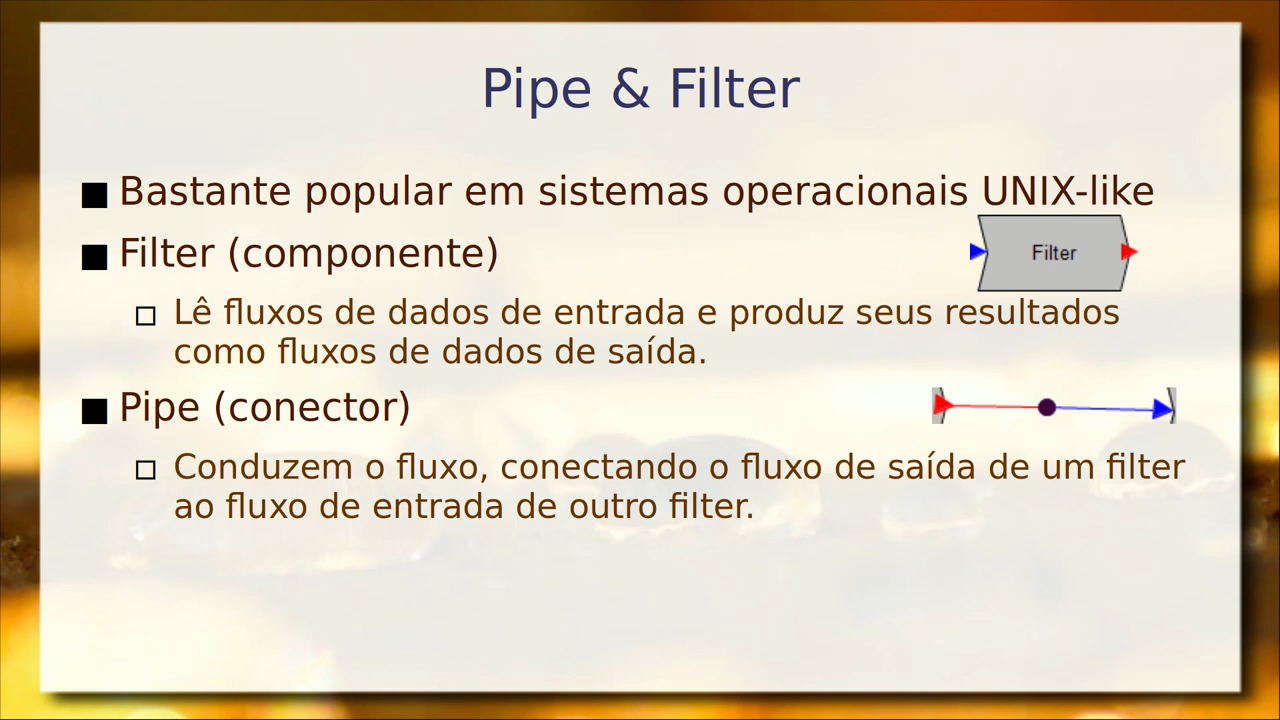 Pipe & Filter
Bastante popular em sistemas operacionais UNIX-like
Filter (componente)
Filter
Lê fluxos de dados de entrada e produz seus resultados
como fluxos de dados de saída.
Pipe (conector)
Conduzem o fluxo, conectando o fluxo de saída de um filter
ao fluxo de entrada de outro filter.